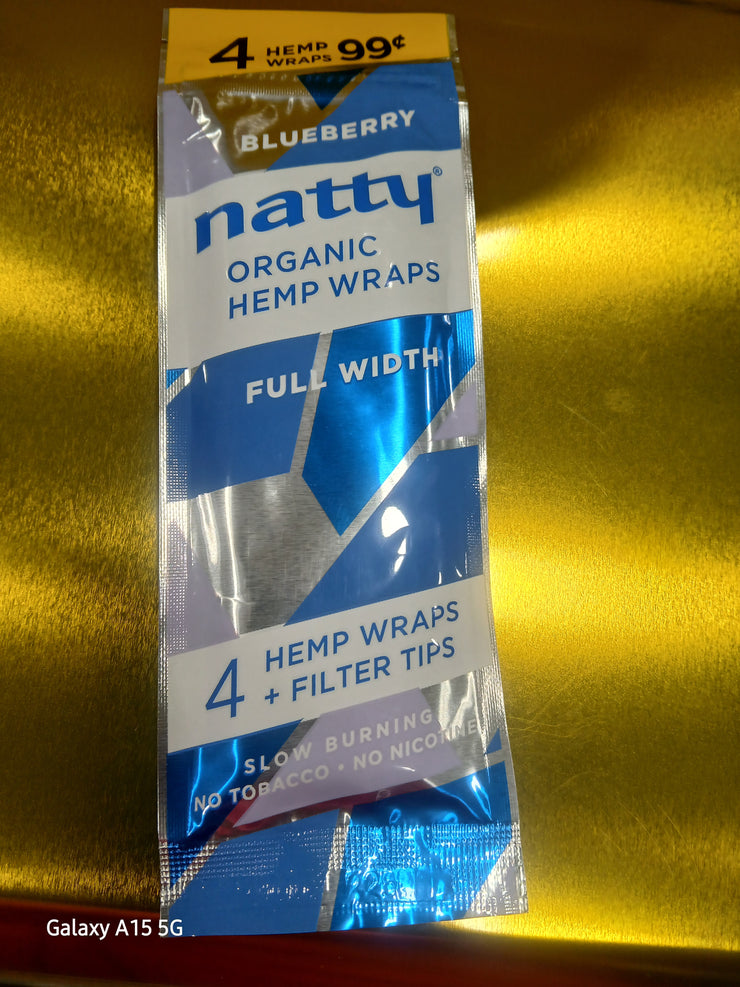 4 HEMP WRAPS 99¢
BLUEBERRY
natty®
ORGANIC
HEMP WRAPS
FULL WIDTH
4 HEMP WRAPS
+ FILTER TIPS
SLOW BURNING
NO TOBACCO • NO NICOTINE
Galaxy A15 5G